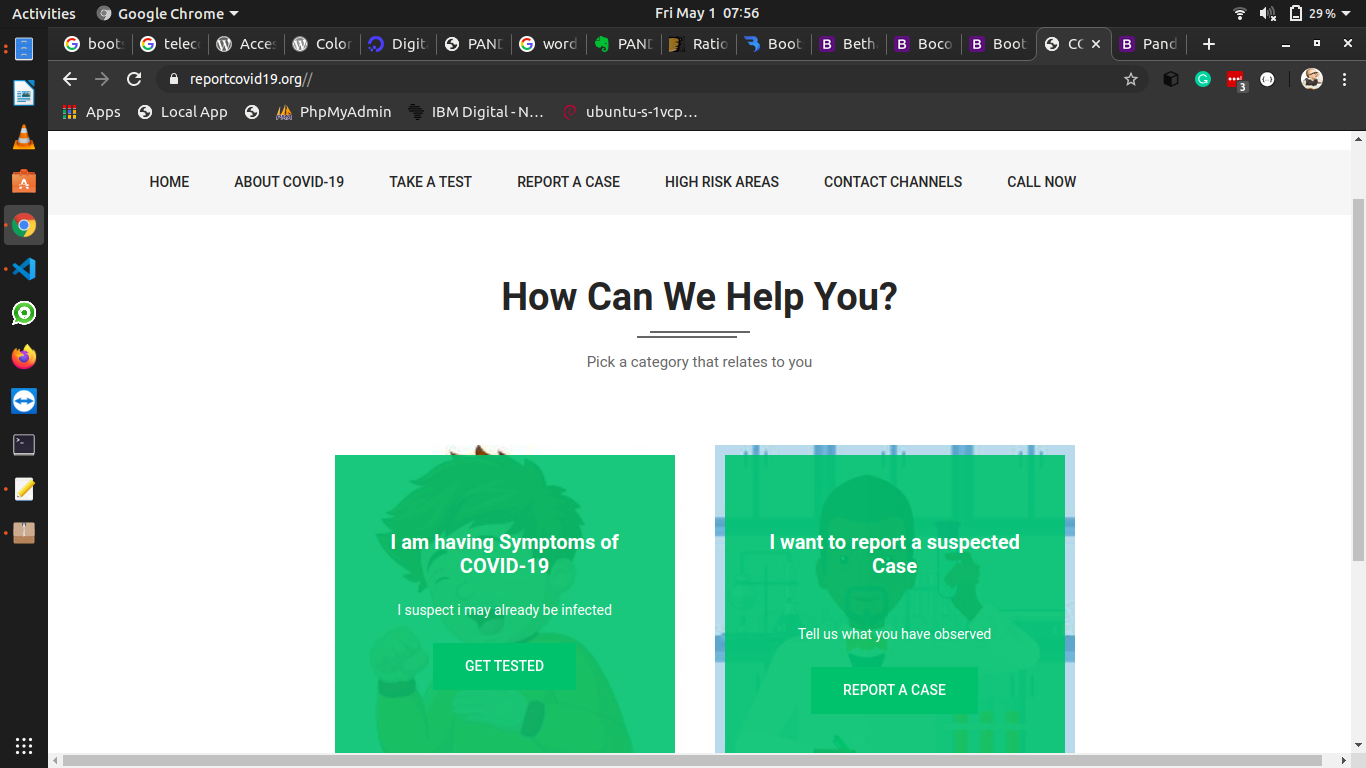 Activities
Google Chrome
Fri May 1 07:56
29 %
boots
telec
Acces
Color
Digit
PAND
word
PAND
Ratio
Boot
Beth
Boco
Boot
CO
Pand
reportcovid19.org//
3
Apps
Local App
PhpMyAdmin
IBM Digital - N...
ubuntu-s-1vcp...
HOME
ABOUT COVID-19
TAKE A TEST
REPORT A CASE
HIGH RISK AREAS
CONTACT CHANNELS
CALL NOW
How Can We Help You?
Pick a category that relates to you
I am having Symptoms of
COVID-19
I suspect i may already be infected
GET TESTED
I want to report a suspected
Case
Tell us what you have observed
REPORT A CASE